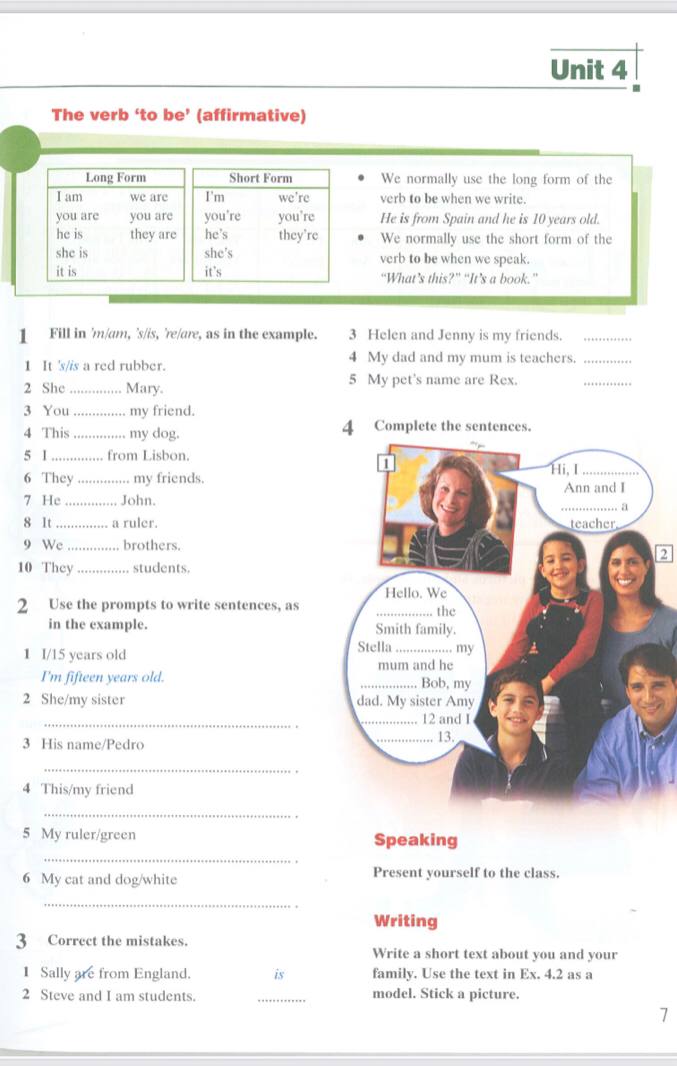 Unit 4
The verb ‘to be’ (affirmative)
Long Form
I am we are
you are you are
he is they are
she is
it is
Short Form
I’m we’re
you’re you’re
he’s they’re
she’s
it’s
• We normally use the long form of the
verb to be when we write.
He is from Spain and he is 10 years old.
• We normally use the short form of the
verb to be when we speak.
“What’s this?” “It’s a book.”
1 Fill in ’m/am, ’s/is, ’re/are, as in the example.
1 It ’s/is a red rubber.
2 She ............. Mary.
3 You ............. my friend.
4 This ............. my dog.
5 I ............. from Lisbon.
6 They ............. my friends.
7 He ............. John.
8 It ............. a ruler.
9 We ............. brothers.
10 They ............. students.
2 Use the prompts to write sentences, as
in the example.
1 I/15 years old
I’m fifteen years old.
2 She/my sister
.............................................................. .
3 His name/Pedro
.............................................................. .
4 This/my friend
.............................................................. .
5 My ruler/green
.............................................................. .
6 My cat and dog/white
.............................................................. .
3 Correct the mistakes.
1 Sally are from England. is
2 Steve and I am students. ............
3 Helen and Jenny is my friends. ............
4 My dad and my mum is teachers. ............
5 My pet’s name are Rex. ............
4 Complete the sentences.
1
Hi, I ..............
Ann and I
.............. a
teacher.
2
Hello. We
.............. the
Smith family.
Stella .............. my
mum and he
.............. Bob, my
dad. My sister Amy
.............. 12 and I
.............. 13.
Speaking
Present yourself to the class.
Writing
Write a short text about you and your
family. Use the text in Ex. 4.2 as a
model. Stick a picture.
7